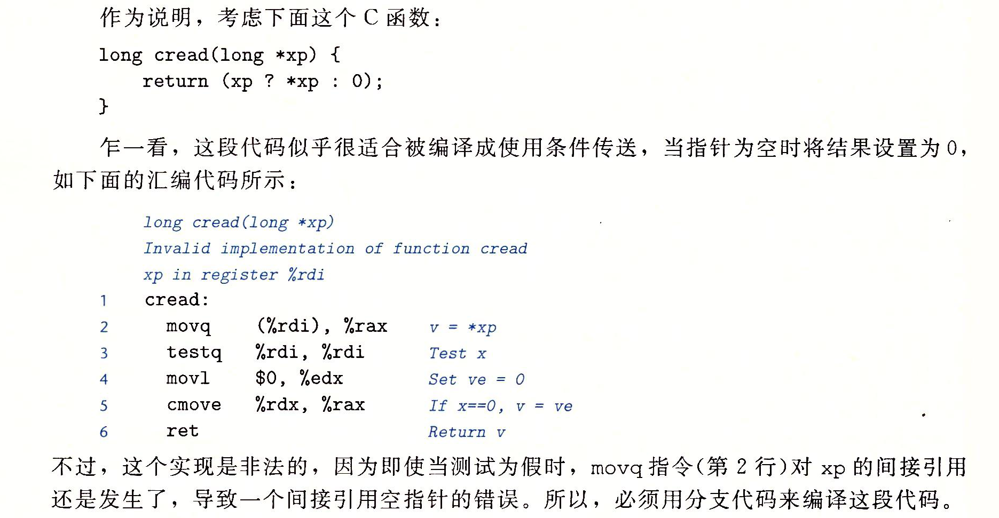 作为说明，考虑下面这个 C 函数：
long cread(long *xp) {
    return (xp ? *xp : 0);
}
乍一看，这段代码似乎很适合被编译成使用条件传送，当指针为空时将结果设置为 0，
如下面的汇编代码所示：
long cread(long *xp)
Invalid implementation of function cread
xp in register %rdi
1 cread:
2 movq (%rdi), %rax v = *xp
3 testq %rdi, %rdi Test x
4 movl $0, %edx Set ve = 0
5 cmove %rdx, %rax If x==0, v = ve
6 ret Return v
不过，这个实现是非法的，因为即使当测试为假时，movq 指令(第 2 行)对 xp 的间接引用
还是发生了，导致一个间接引用空指针的错误。所以，必须用分支代码来编译这段代码。